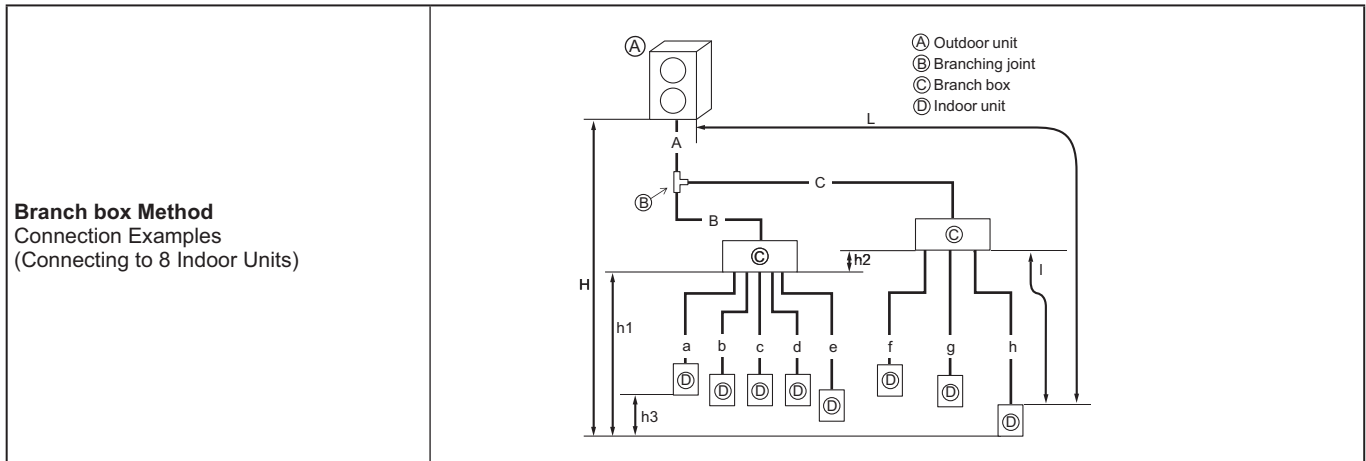 Branch box Method
Connection Examples
(Connecting to 8 Indoor Units)
Ⓐ
Ⓐ Outdoor unit
Ⓑ Branching joint
Ⓒ Branch box
Ⓓ Indoor unit
L
A
C
Ⓑ
B
Ⓒ
Ⓒ
h2
H
l
h1
a b c d e f g h
Ⓓ Ⓓ Ⓓ Ⓓ Ⓓ Ⓓ Ⓓ Ⓓ
h3